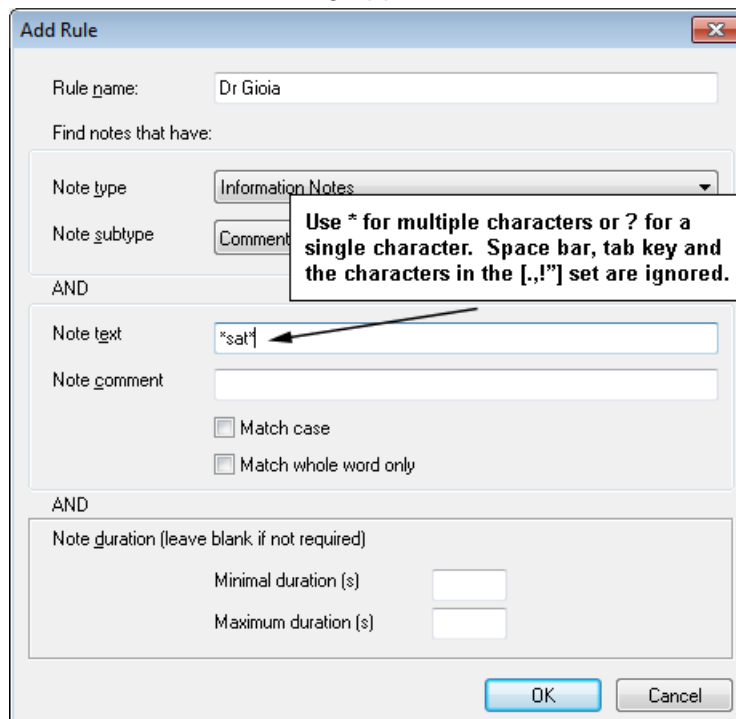 Add Rule
Rule name: Dr Gioia
Find notes that have:
Note type Information Notes
Use * for multiple characters or ? for a
single character. Space bar, tab key and
the characters in the [.,!”] set are ignored.
Note subtype Comment
AND
Note text *sat*
Note comment
Match case
Match whole word only
AND
Note duration (leave blank if not required)
Minimal duration (s)
Maximum duration (s)
OK Cancel